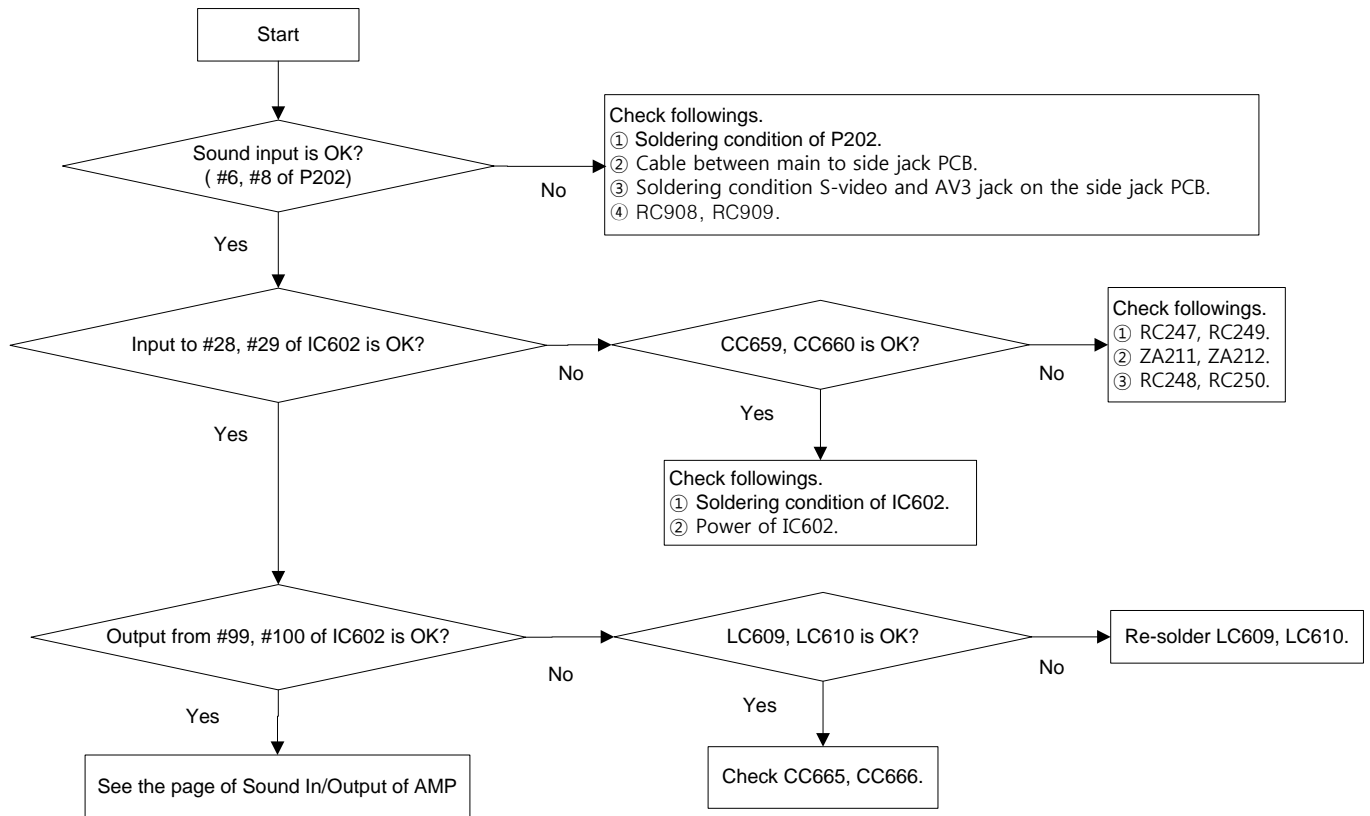 Start
Sound input is OK?
( #6, #8 of P202)
No
Check followings.
① Soldering condition of P202.
② Cable between main to side jack PCB.
③ Soldering condition S-video and AV3 jack on the side jack PCB.
④ RC908, RC909.
Yes
Input to #28, #29 of IC602 is OK?
No
CC659, CC660 is OK?
No
Check followings.
① RC247, RC249.
② ZA211, ZA212.
③ RC248, RC250.
Yes
Yes
Check followings.
① Soldering condition of IC602.
② Power of IC602.
Output from #99, #100 of IC602 is OK?
No
LC609, LC610 is OK?
No
Re-solder LC609, LC610.
Yes
Yes
See the page of Sound In/Output of AMP
Check CC665, CC666.